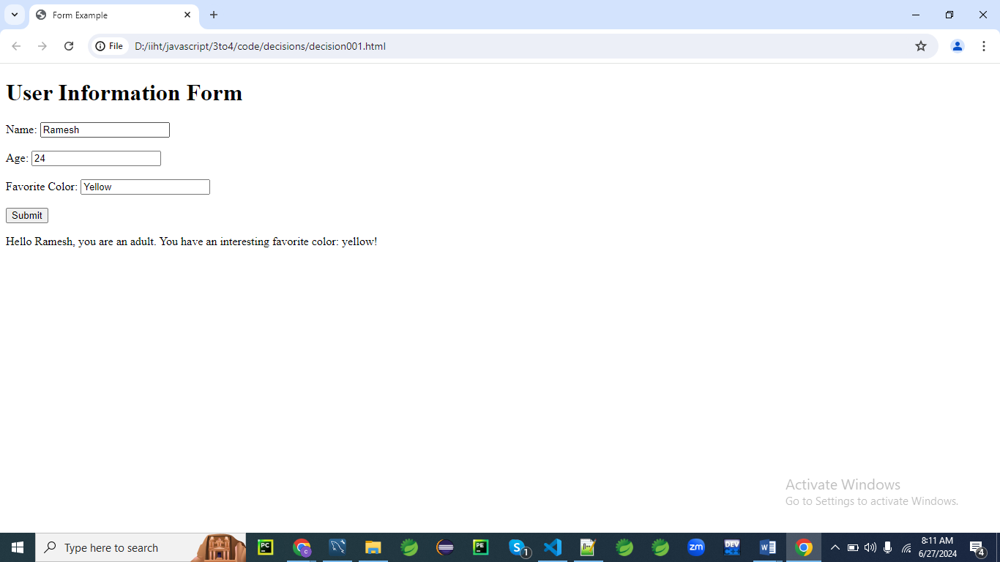 Form Example
File
D:/iiht/javascript/3to4/code/decisions/decision001.html
User Information Form
Name: Ramesh
Age: 24
Favorite Color: Yellow
Submit
Hello Ramesh, you are an adult. You have an interesting favorite color: yellow!
Activate Windows
Go to Settings to activate Windows.
Type here to search
PC
C
PE
S 1
zm
DEV
W
8:11 AM
6/27/2024
4